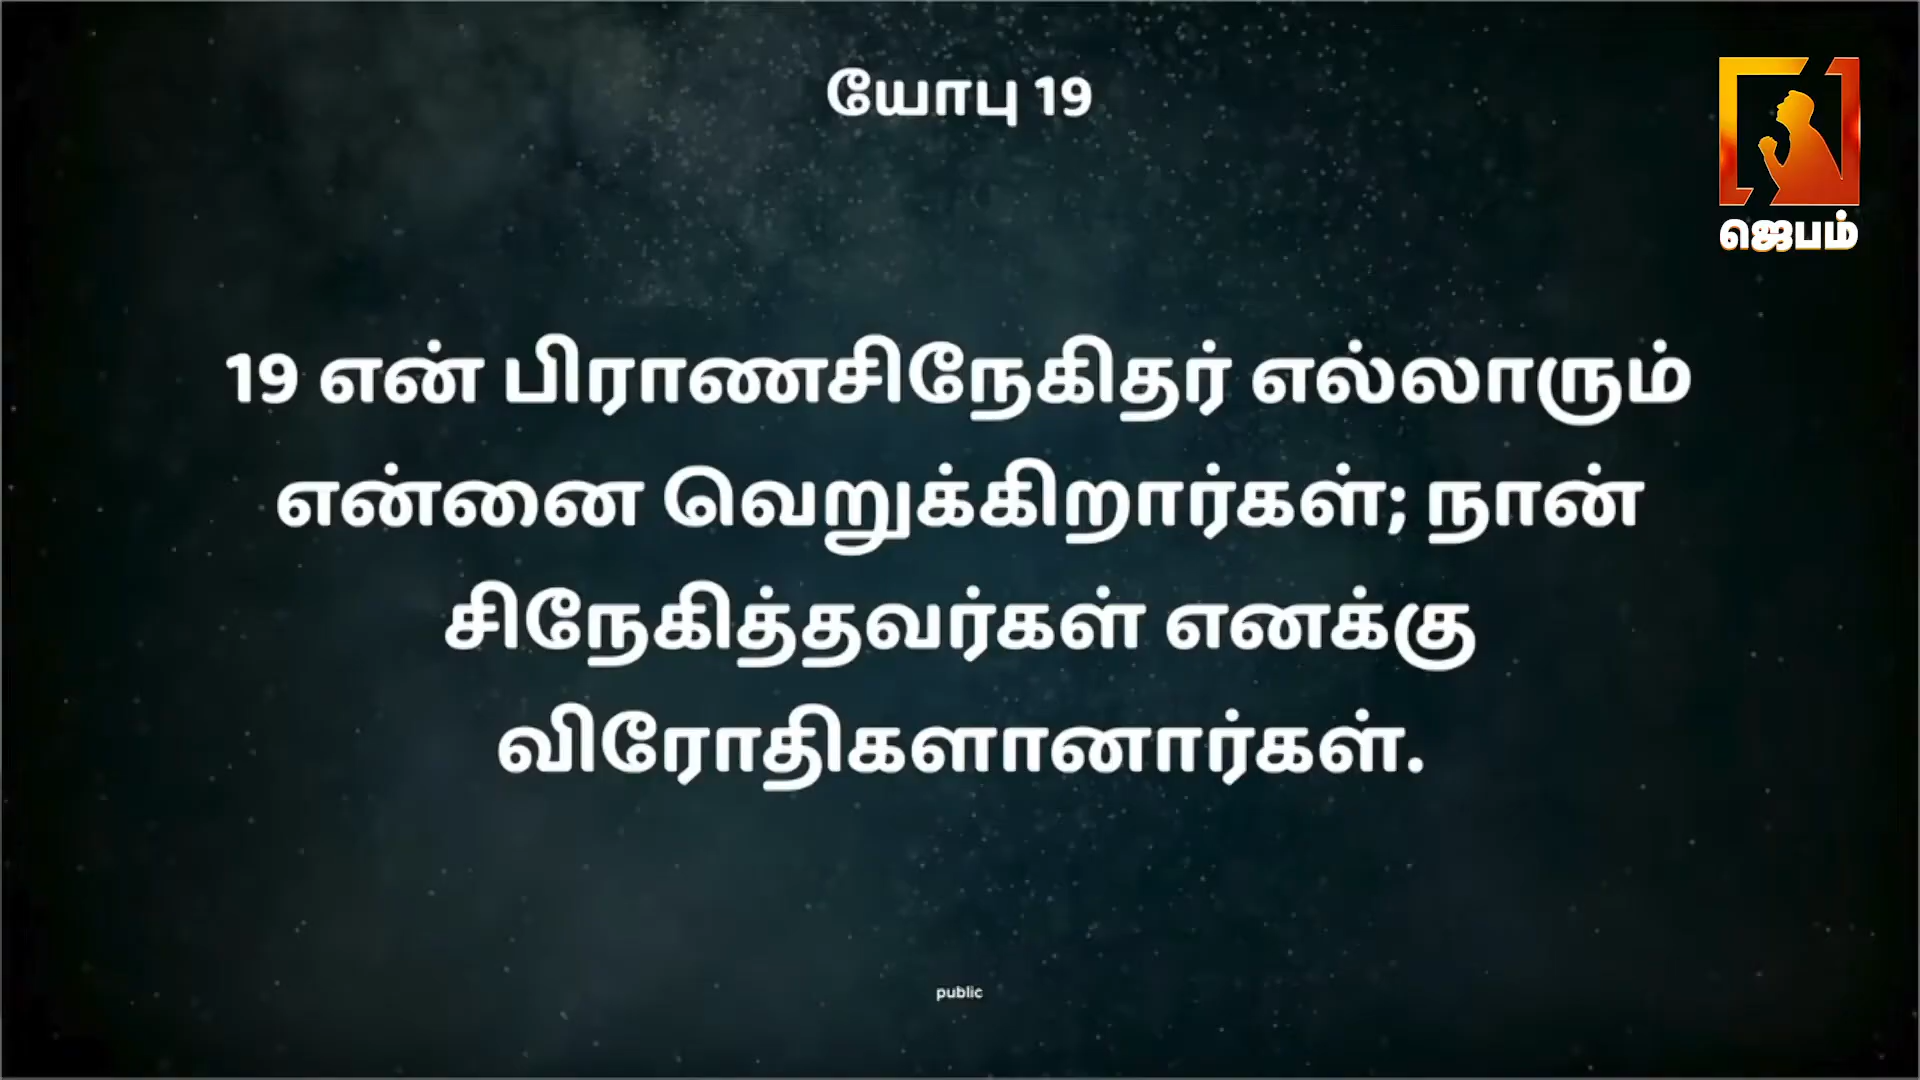 யோபு 19
ஜெபம்
19 என் பிராணசிநேகிதர் எல்லாரும்
என்னை வெறுக்கிறார்கள்; நான்
சிநேகித்தவர்கள் எனக்கு
விரோதிகளானார்கள்.
public